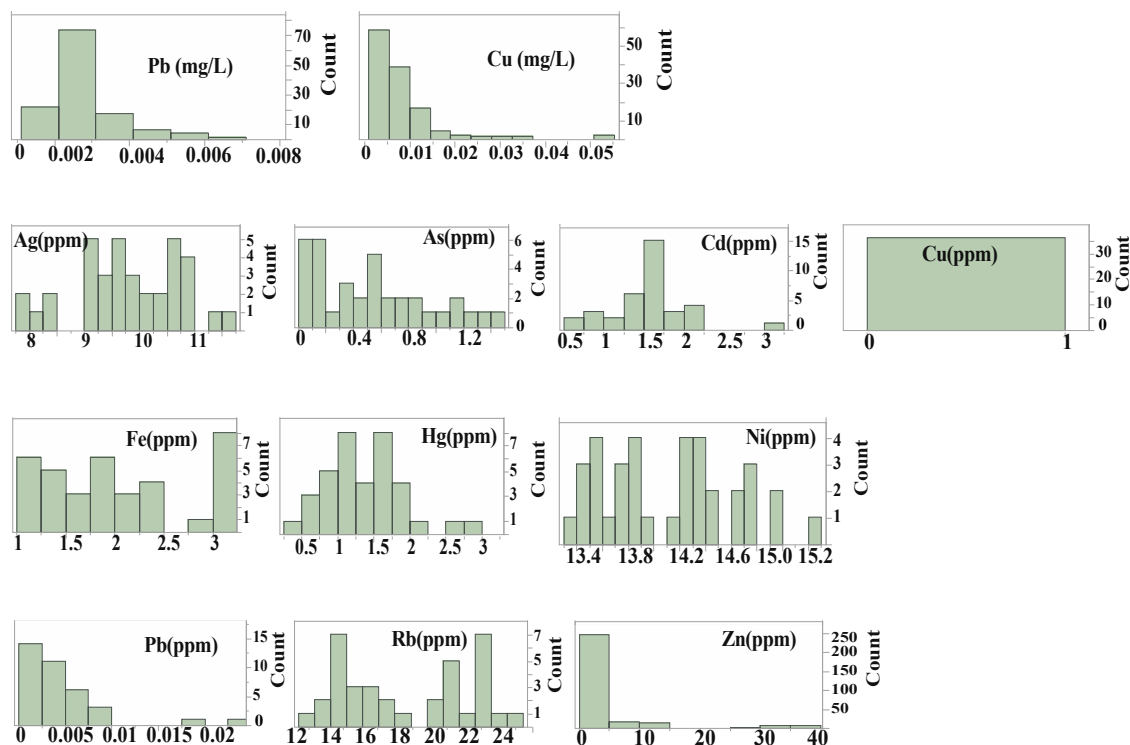 Pb (mg/L)
70
50
30
10
Count
0 0.002 0.004 0.006 0.008
Cu (mg/L)
50
30
10
Count
0 0.01 0.02 0.03 0.04 0.05
Ag(ppm)
5
4
3
2
1
Count
8 9 10 11
As(ppm)
6
4
2
0
Count
0 0.4 0.8 1.2
Cd(ppm)
15
10
5
0
Count
0.5 1 1.5 2 2.5 3
Cu(ppm)
30
20
10
0
Count
0 1
Fe(ppm)
7
5
3
1
Count
1 1.5 2 2.5 3
Hg(ppm)
7
5
3
1
Count
0.5 1 1.5 2 2.5 3
Ni(ppm)
4
3
2
1
Count
13.4 13.8 14.2 14.6 15.0 15.2
Pb(ppm)
15
10
5
0
Count
0 0.005 0.01 0.015 0.02
Rb(ppm)
7
5
3
1
Count
12 14 16 18 20 22 24
Zn(ppm)
250
200
150
100
50
Count
0 10 20 30 40